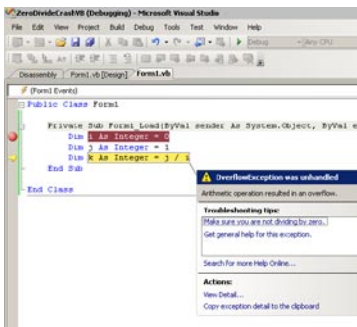 ZeroDivideCrashVB (Debugging) - Microsoft Visual Studio
File Edit View Project Build Debug Tools Test Window Help
Debug Any CPU
Disassembly Form1.vb [Design] Form1.vb
(Form1 Events)
Public Class Form1
Private Sub Form1_Load(ByVal sender As System.Object, ByVal e
Dim i As Integer = 0
Dim j As Integer = 1
Dim k As Integer = j / i
End Sub
End Class
OverflowException was unhandled
Arithmetic operation resulted in an overflow.
Troubleshooting tips:
Make sure you are not dividing by zero.
Get general help for this exception.
Search for more Help Online...
Actions:
View Detail...
Copy exception detail to the clipboard